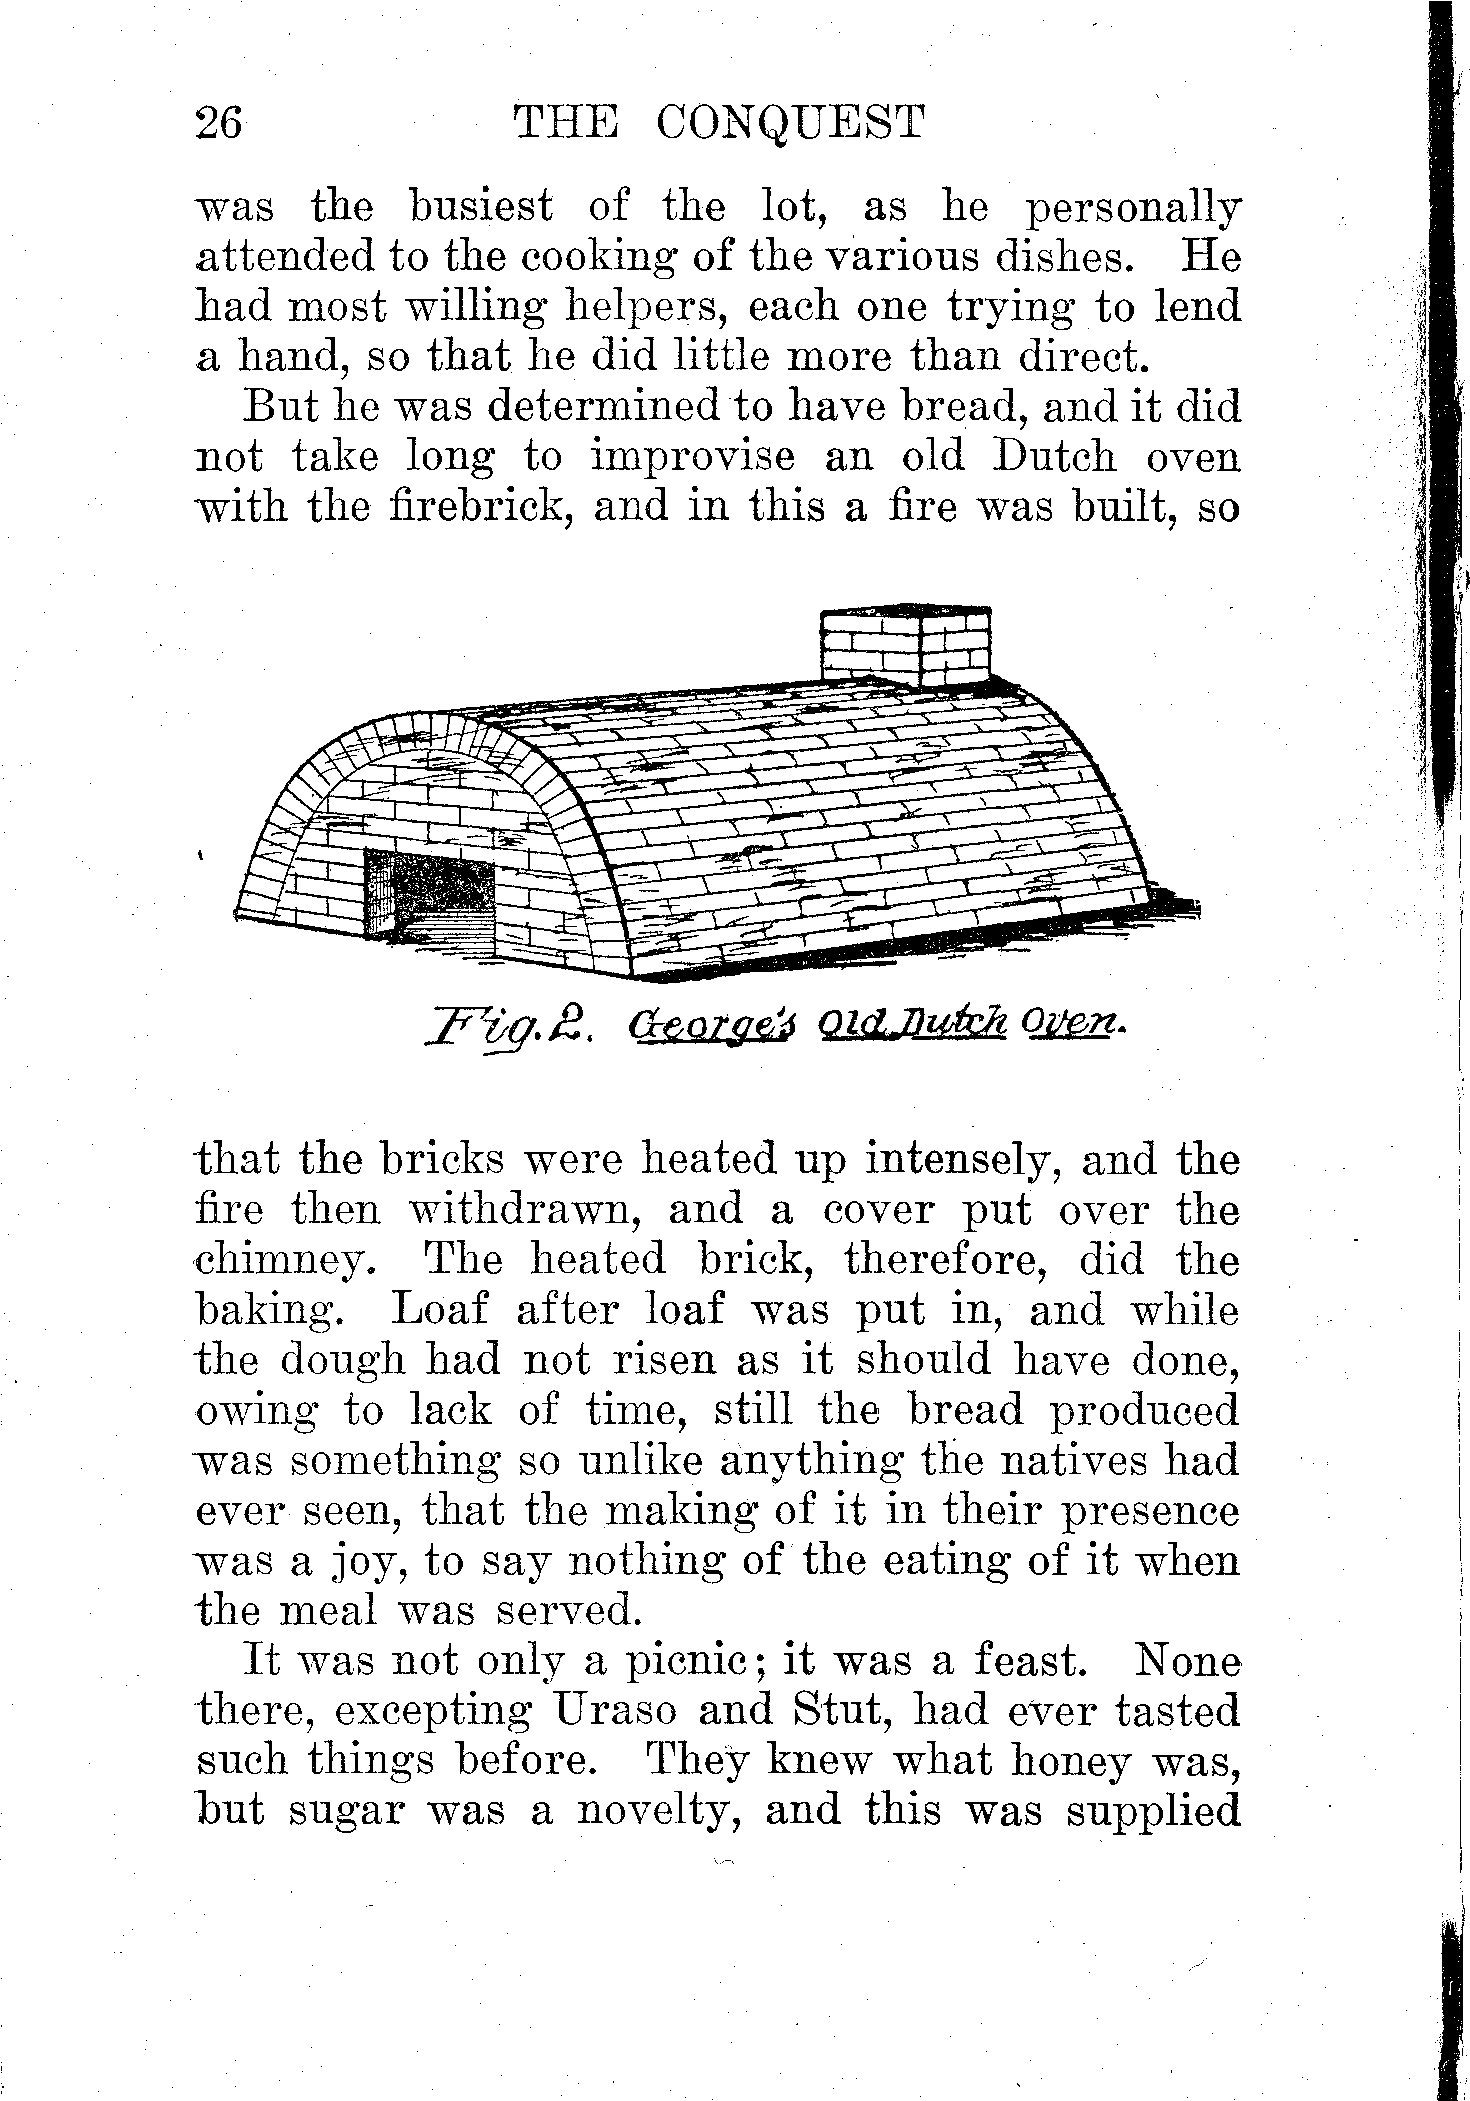 26 THE CONQUEST
was the busiest of the lot, as he personally
attended to the cooking of the various dishes. He
had most willing helpers, each one trying to lend
a hand, so that he did little more than direct.
But he was determined to have bread, and it did
not take long to improvise an old Dutch oven
with the firebrick, and in this a fire was built, so
Fig. 2. George's Old Dutch Oven.
that the bricks were heated up intensely, and the
fire then withdrawn, and a cover put over the
chimney. The heated brick, therefore, did the
baking. Loaf after loaf was put in, and while
the dough had not risen as it should have done,
owing to lack of time, still the bread produced
was something so unlike anything the natives had
ever seen, that the making of it in their presence
was a joy, to say nothing of the eating of it when
the meal was served.
It was not only a picnic; it was a feast. None
there, excepting Uraso and Stut, had ever tasted
such things before. They knew what honey was,
but sugar was a novelty, and this was supplied